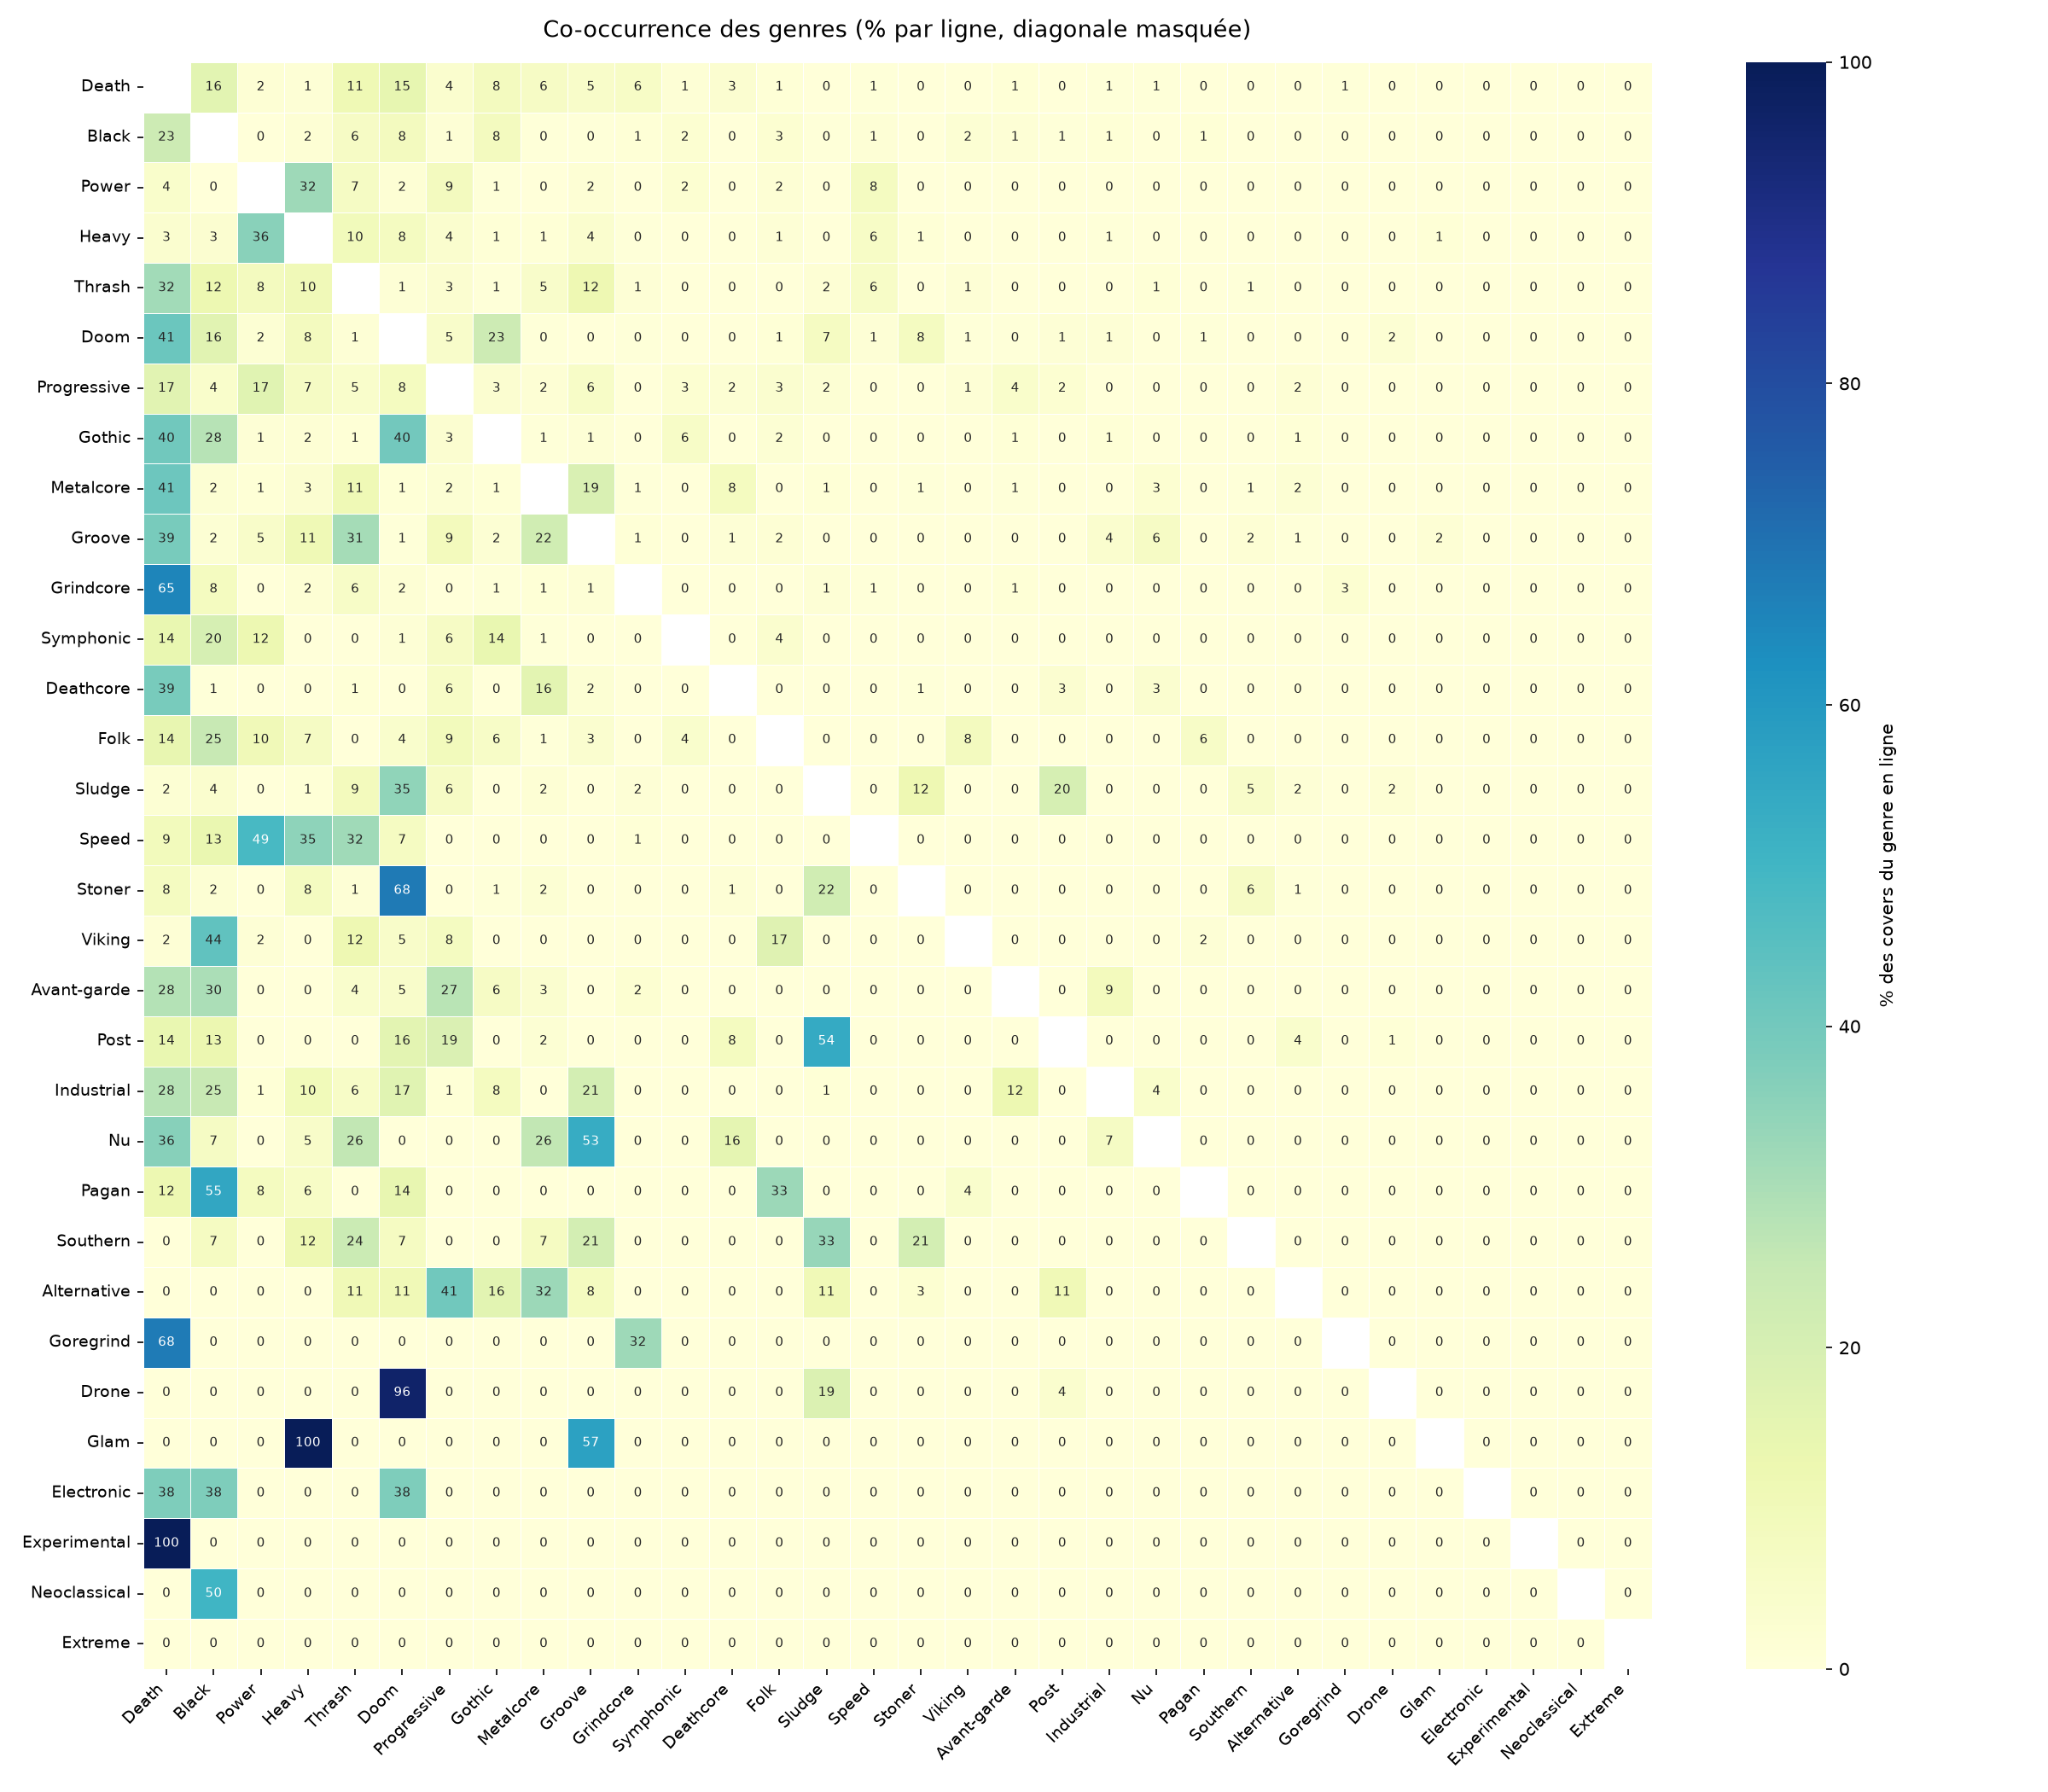 Co-occurrence des genres (% par ligne, diagonale masquée)
Death 16 2 1 11 15 4 8 6 5 6 1 3 1 0 1 0 0 1 0 1 1 0 0 0 1 0 0 0 0 0 0
Black 23 0 2 6 8 1 8 0 0 1 2 0 3 0 1 0 2 1 1 1 0 1 0 0 0 0 0 0 0 0 0
Power 4 0 32 7 2 9 1 0 2 0 2 0 2 0 8 0 0 0 0 0 0 0 0 0 0 0 0 0 0 0 0
Heavy 3 3 36 10 8 4 1 1 4 0 0 0 1 0 6 1 0 0 0 1 0 0 0 0 0 0 1 0 0 0 0
Thrash 32 12 8 10 1 3 1 5 12 1 0 0 0 2 6 0 1 0 0 0 1 0 1 0 0 0 0 0 0 0 0
Doom 41 16 2 8 1 5 23 0 0 0 0 0 1 7 1 8 1 0 1 1 0 1 0 0 0 2 0 0 0 0 0
Progressive 17 4 17 7 5 8 3 2 6 0 3 2 3 2 0 0 1 4 2 0 0 0 0 2 0 0 0 0 0 0 0
Gothic 40 28 1 2 1 40 3 1 1 0 6 0 2 0 0 0 0 1 0 1 0 0 0 1 0 0 0 0 0 0 0
Metalcore 41 2 1 3 11 1 2 1 19 1 0 8 0 1 0 1 0 1 0 0 3 0 1 2 0 0 0 0 0 0 0
Groove 39 2 5 11 31 1 9 2 22 1 0 1 2 0 0 0 0 0 0 4 6 0 2 1 0 0 2 0 0 0 0
Grindcore 65 8 0 2 6 2 0 1 1 1 0 0 0 1 1 0 0 1 0 0 0 0 0 0 3 0 0 0 0 0 0
Symphonic 14 20 12 0 0 1 6 14 1 0 0 0 4 0 0 0 0 0 0 0 0 0 0 0 0 0 0 0 0 0 0
Deathcore 39 1 0 0 1 0 6 0 16 2 0 0 0 0 0 1 0 0 3 0 3 0 0 0 0 0 0 0 0 0 0
Folk 14 25 10 7 0 4 9 6 1 3 0 4 0 0 0 0 8 0 0 0 0 6 0 0 0 0 0 0 0 0 0
Sludge 2 4 0 1 9 35 6 0 2 0 2 0 0 0 0 12 0 0 20 0 0 0 5 2 0 2 0 0 0 0 0
Speed 9 13 49 35 32 7 0 0 0 0 1 0 0 0 0 0 0 0 0 0 0 0 0 0 0 0 0 0 0 0 0
Stoner 8 2 0 8 1 68 0 1 2 0 0 0 1 0 22 0 0 0 0 0 0 0 6 1 0 0 0 0 0 0 0
Viking 2 44 2 0 12 5 8 0 0 0 0 0 0 17 0 0 0 0 0 0 0 2 0 0 0 0 0 0 0 0 0
Avant-garde 28 30 0 0 4 5 27 6 3 0 2 0 0 0 0 0 0 0 0 9 0 0 0 0 0 0 0 0 0 0 0
Post 14 13 0 0 0 16 19 0 2 0 0 0 8 0 54 0 0 0 0 0 0 0 0 4 0 1 0 0 0 0 0
Industrial 28 25 1 10 6 17 1 8 0 21 0 0 0 0 1 0 0 0 12 0 4 0 0 0 0 0 0 0 0 0 0
Nu 36 7 0 5 26 0 0 0 26 53 0 0 16 0 0 0 0 0 0 0 7 0 0 0 0 0 0 0 0 0 0
Pagan 12 55 8 6 0 14 0 0 0 0 0 0 0 33 0 0 0 4 0 0 0 0 0 0 0 0 0 0 0 0 0
Southern 0 7 0 12 24 7 0 0 7 21 0 0 0 0 33 0 21 0 0 0 0 0 0 0 0 0 0 0 0 0 0
Alternative 0 0 0 0 11 11 41 16 32 8 0 0 0 0 11 0 3 0 0 11 0 0 0 0 0 0 0 0 0 0 0
Goregrind 68 0 0 0 0 0 0 0 0 0 32 0 0 0 0 0 0 0 0 0 0 0 0 0 0 0 0 0 0 0 0
Drone 0 0 0 0 0 96 0 0 0 0 0 0 0 0 19 0 0 0 0 4 0 0 0 0 0 0 0 0 0 0 0
Glam 0 0 0 100 0 0 0 0 0 57 0 0 0 0 0 0 0 0 0 0 0 0 0 0 0 0 0 0 0 0 0
Electronic 38 38 0 0 0 38 0 0 0 0 0 0 0 0 0 0 0 0 0 0 0 0 0 0 0 0 0 0 0 0 0
Experimental 100 0 0 0 0 0 0 0 0 0 0 0 0 0 0 0 0 0 0 0 0 0 0 0 0 0 0 0 0 0 0
Neoclassical 0 50 0 0 0 0 0 0 0 0 0 0 0 0 0 0 0 0 0 0 0 0 0 0 0 0 0 0 0 0 0
Extreme 0 0 0 0 0 0 0 0 0 0 0 0 0 0 0 0 0 0 0 0 0 0 0 0 0 0 0 0 0 0 0
Death Black Power Heavy Thrash Doom Progressive Gothic Metalcore Groove Grindcore Symphonic Deathcore Folk Sludge Speed Stoner Viking Avant-garde Post Industrial Nu Pagan Southern Alternative Goregrind Drone Glam Electronic Experimental Neoclassical Extreme
100
80
60
40
20
0
% des covers du genre en ligne